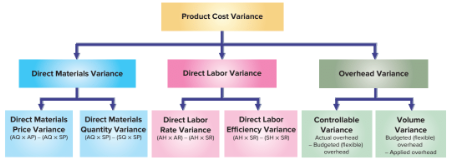 Product Cost Variance
Direct Materials Variance
Direct Labor Variance
Overhead Variance
Direct Materials
Price Variance
(AQ × AP) – (AQ × SP)
Direct Materials
Quantity Variance
(AQ × SP) – (SQ × SP)
Direct Labor
Rate Variance
(AH × AR) – (AH × SR)
Direct Labor
Efficiency Variance
(AH × SR) – (SH × SR)
Controllable
Variance
Actual overhead
– Budgeted (flexible)
overhead
Volume
Variance
Budgeted (flexible)
overhead
– Applied overhead